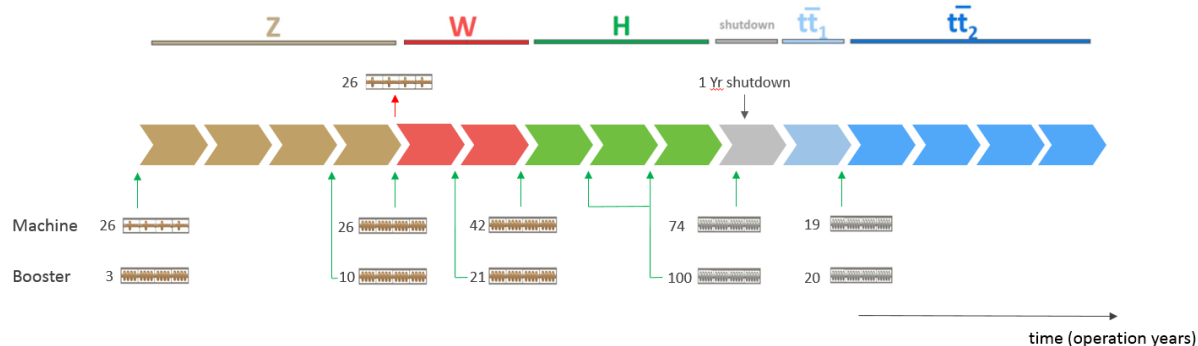 Z W H shutdown tt̄₁ tt̄₂
26 1 Yr shutdown
Machine 26 26 42 74 19
Booster 3 10 21 100 20
time (operation years)